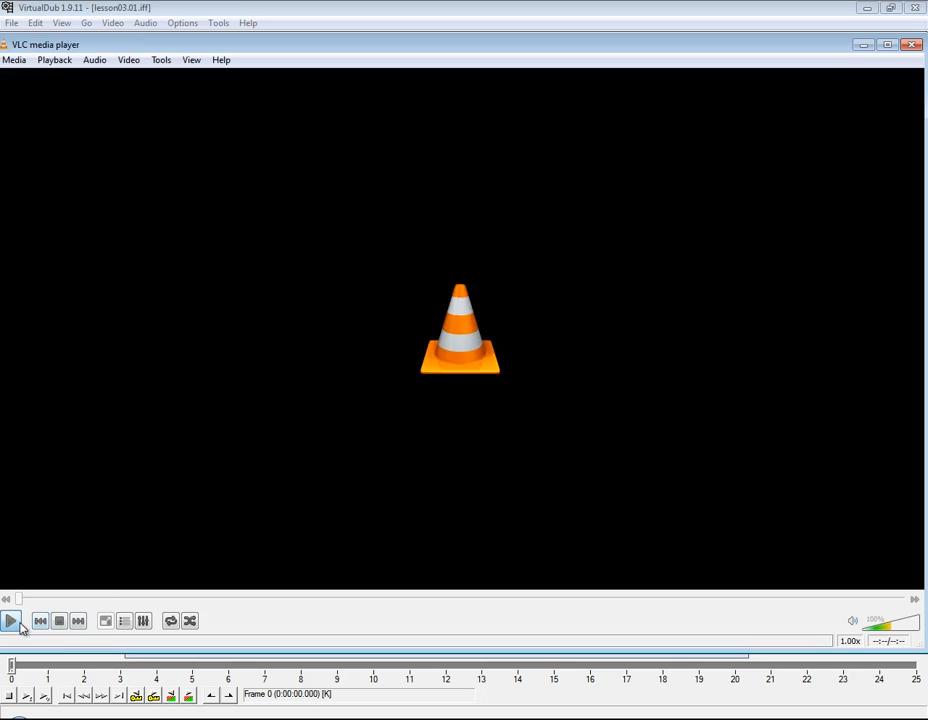 VirtualDub 1.9.11 - [lesson03.01.iff]
File Edit View Go Video Audio Options Tools Help
VLC media player
Media Playback Audio Video Tools View Help
100%
1.00x --:--/--:--
0 1 2 3 4 5 6 7 8 9 10 11 12 13 14 15 16 17 18 19 20 21 22 23 24 25
Frame 0 (0:00:00.000) [K]